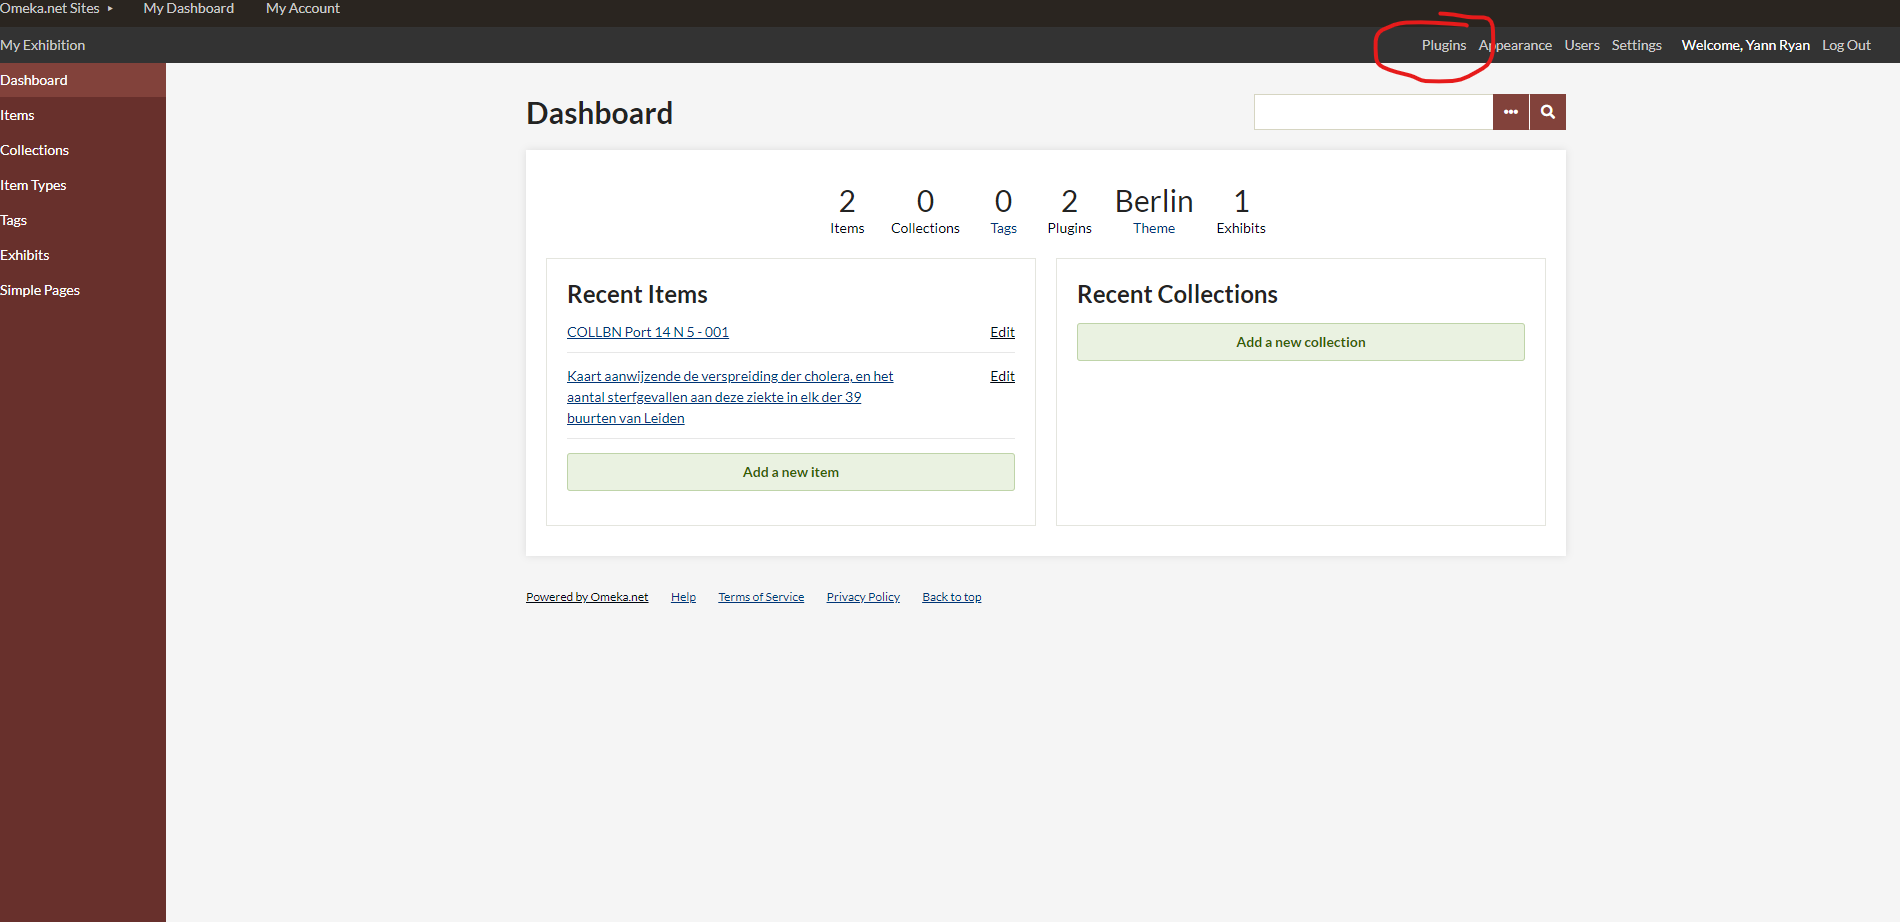 Omeka.net Sites ▸ My Dashboard My Account
My Exhibition Plugins Appearance Users Settings Welcome, Yann Ryan Log Out
Dashboard
Items
Collections
Item Types
Tags
Exhibits
Simple Pages
Dashboard
2 0 0 2 Berlin 1
Items Collections Tags Plugins Theme Exhibits
Recent Items
COLLBN Port 14 N 5 - 001 Edit
Kaart aanwijzende de verspreiding der cholera, en het Edit
aantal sterfgevallen aan deze ziekte in elk der 39
buurten van Leiden
Add a new item
Recent Collections
Add a new collection
Powered by Omeka.net Help Terms of Service Privacy Policy Back to top